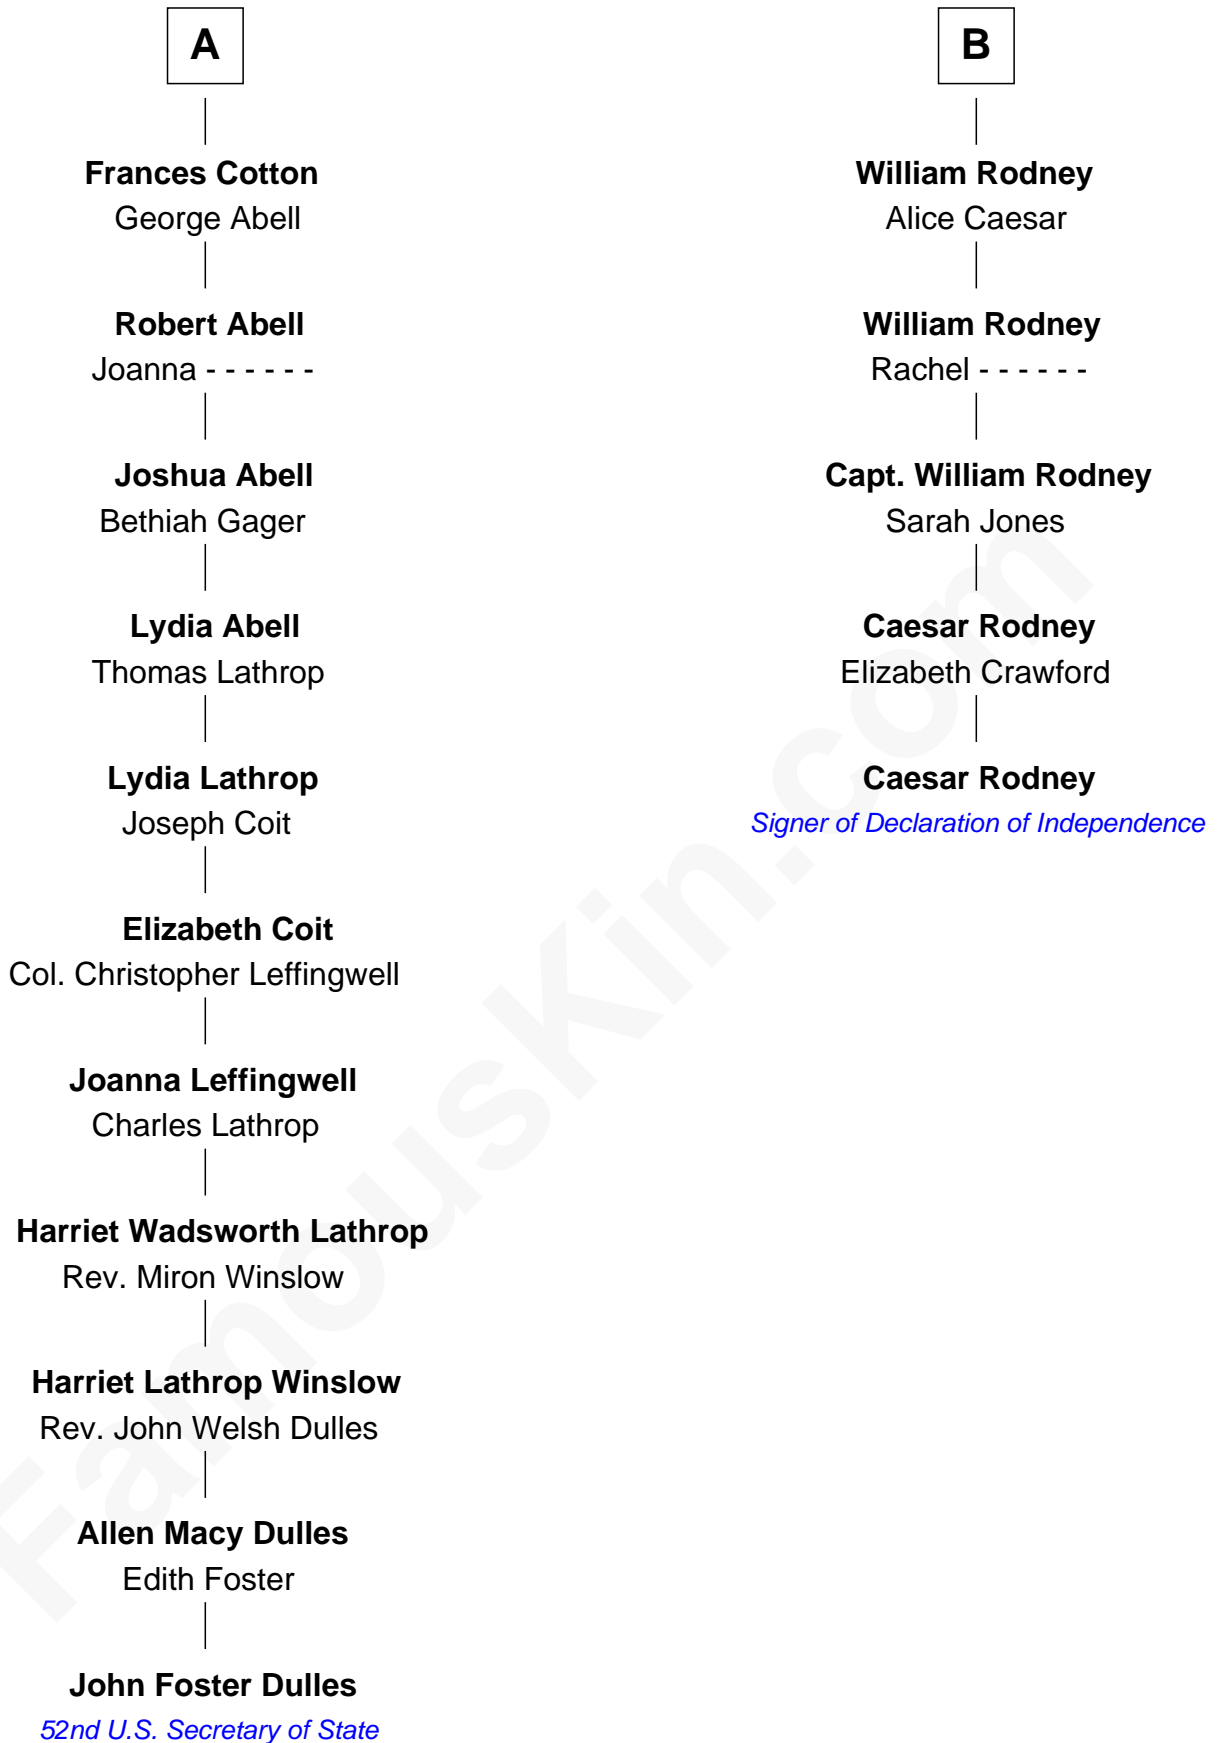 A
Frances Cotton
George Abell
Robert Abell
Joanna - - - - - -
Joshua Abell
Bethiah Gager
Lydia Abell
Thomas Lathrop
Lydia Lathrop
Joseph Coit
Elizabeth Coit
Col. Christopher Leffingwell
Joanna Leffingwell
Charles Lathrop
Harriet Wadsworth Lathrop
Rev. Miron Winslow
Harriet Lathrop Winslow
Rev. John Welsh Dulles
Allen Macy Dulles
Edith Foster
John Foster Dulles
52nd U.S. Secretary of State
B
William Rodney
Alice Caesar
William Rodney
Rachel - - - - - -
Capt. William Rodney
Sarah Jones
Caesar Rodney
Elizabeth Crawford
Caesar Rodney
Signer of Declaration of Independence
FamousKin.com